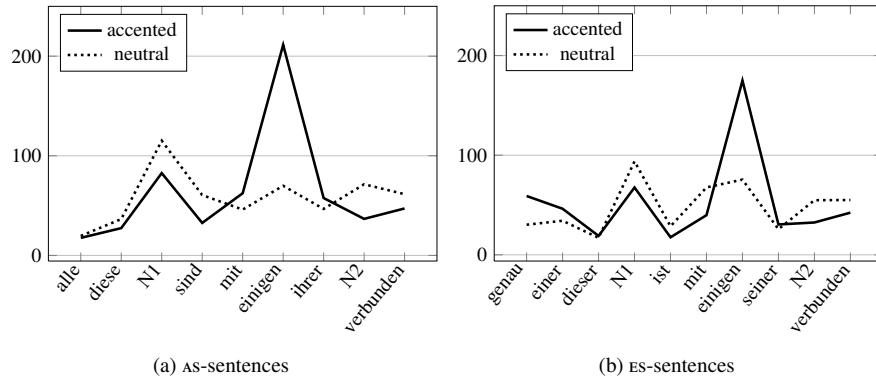 accented
neutral
200
100
0
alle
diese
N1
sind
mit
einigen
ihrer
N2
verbunden
(a) AS-sentences
accented
neutral
200
100
0
genau
einer
dieser
N1
ist
mit
einigen
seiner
N2
verbunden
(b) ES-sentences